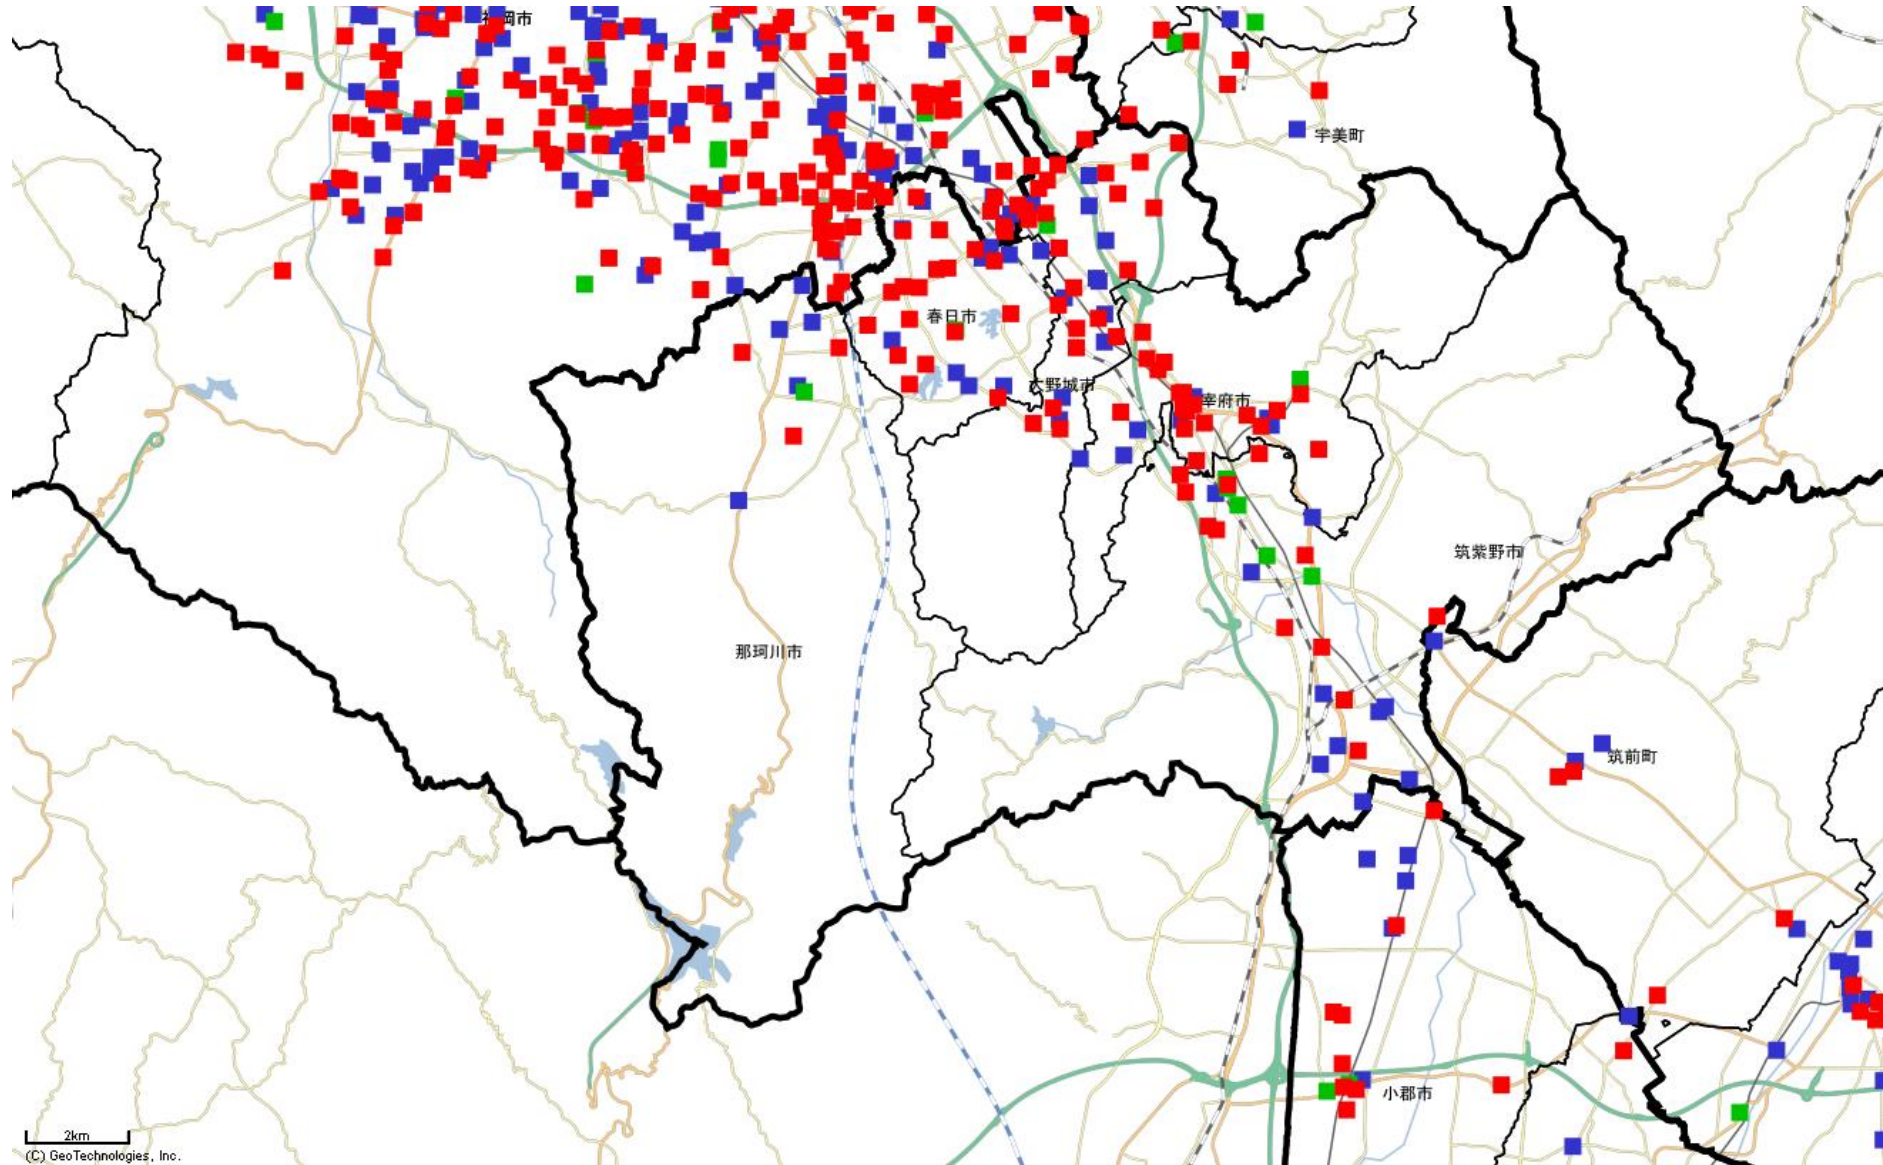 福岡市
宇美町
春日市
大野城市
宰府市
筑紫野市
那珂川市
筑前町
小郡市
2km
(C) GeoTechnologies, Inc.